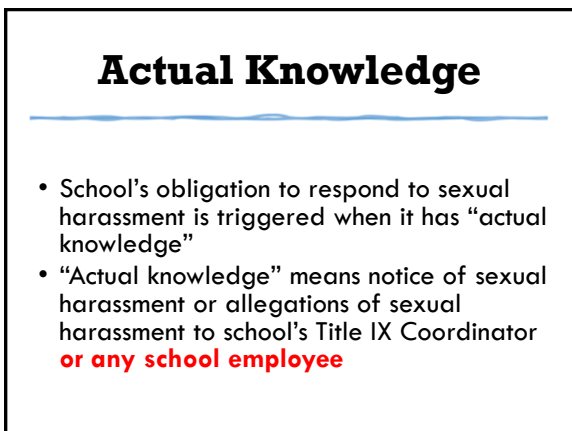 Actual Knowledge
• School's obligation to respond to sexual
harassment is triggered when it has “actual
knowledge”
• “Actual knowledge” means notice of sexual
harassment or allegations of sexual
harassment to school's Title IX Coordinator
or any school employee